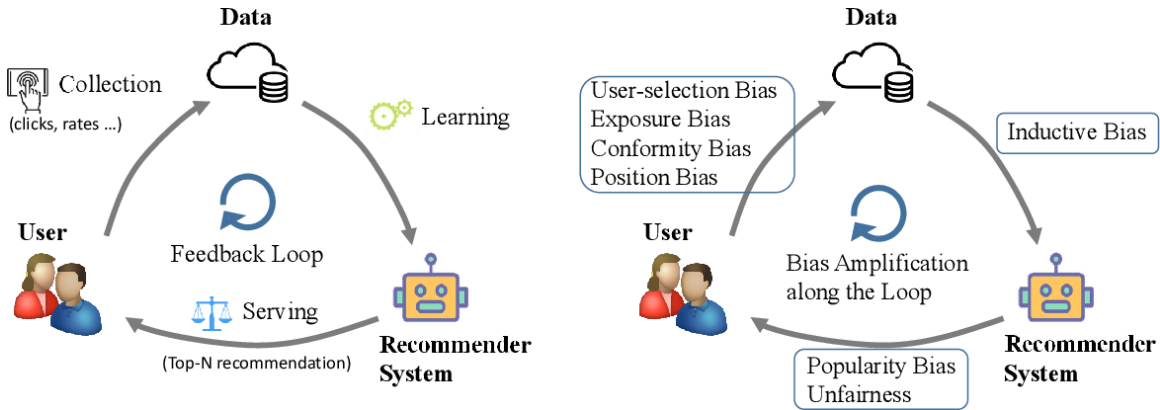 Data
Collection
(clicks, rates ...)
Learning
User
Feedback Loop
Serving
(Top-N recommendation)
Recommender
System
Data
User-selection Bias
Exposure Bias
Conformity Bias
Position Bias
Inductive Bias
User
Bias Amplification
along the Loop
Recommender
System
Popularity Bias
Unfairness